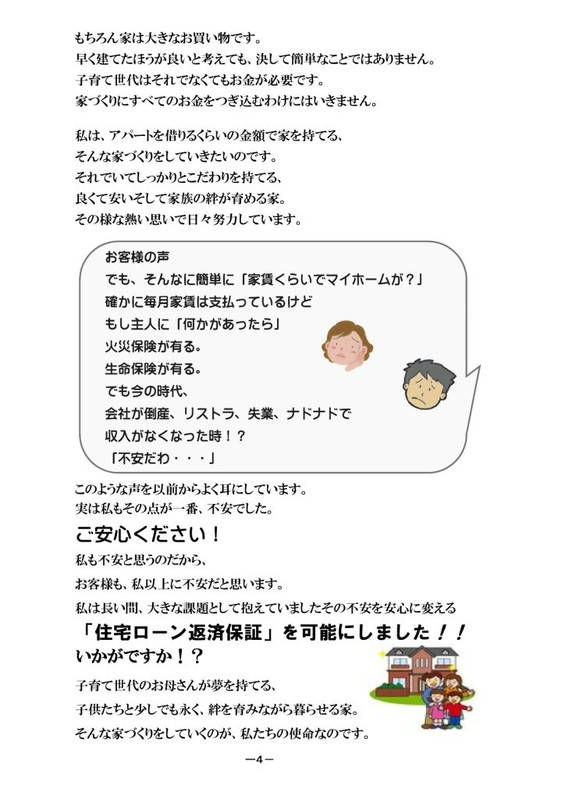 もちろん家は大きなお買い物です。
早く建てたほうが良いと考えても、決して簡単なことではありません。
子育て世代はそれでなくてもお金が必要です。
家づくりにすべてのお金をつぎ込むわけにはいきません。
私は、アパートを借りるくらいの金額で家を持てる、
そんな家づくりをしていきたいのです。
それでいてしっかりとこだわりを持てる、
良くて安いそして家族の絆が育める家。
その様な熱い思いで日々努力しています。
お客様の声
でも、そんなに簡単に「家賃くらいでマイホームが？」
確かに毎月家賃は支払っているけど
もし主人に「何かがあったら」
火災保険が有る。
生命保険が有る。
でも今の時代、
会社が倒産、リストラ、失業、ナドナドで
収入がなくなった時！？
「不安だわ・・・」
このような声を以前からよく耳にしています。
実は私もその点が一番、不安でした。
ご安心ください！
私も不安と思うのだから、
お客様も、私以上に不安だと思います。
私は長い間、大きな課題として抱えていましたその不安を安心に変える
「住宅ローン返済保証」を可能にしました！！
いかがですか！？
子育て世代のお母さんが夢を持てる、
子供たちと少しでも永く、絆を育みながら暮らせる家。
そんな家づくりをしていくのが、私たちの使命なのです。
－4－